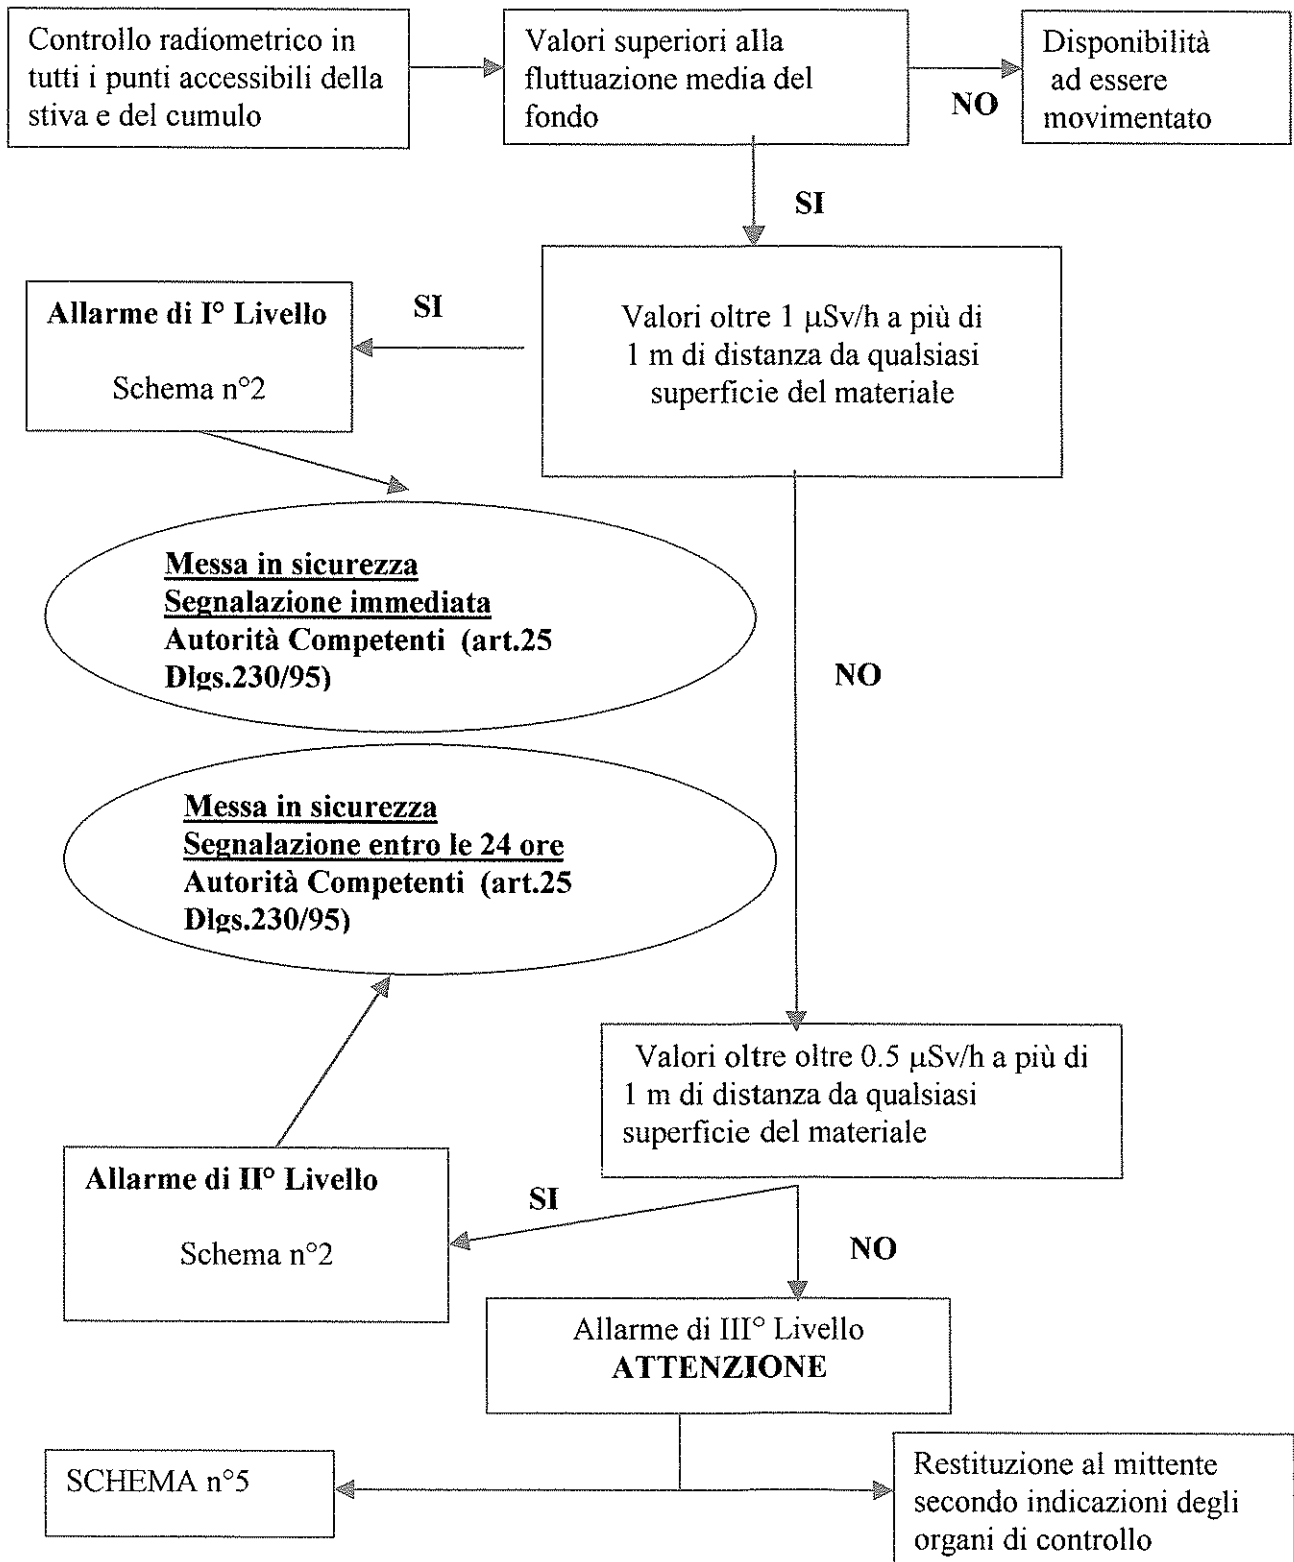 Controllo radiometrico in
tutti i punti accessibili della
stiva e del cumulo
Valori superiori alla
fluttuazione media del
fondo
NO
Disponibilità
ad essere
movimentato
SI
Allarme di I° Livello
Schema n°2
SI
Valori oltre 1 µSv/h a più di
1 m di distanza da qualsiasi
superficie del materiale
Messa in sicurezza
Segnalazione immediata
Autorità Competenti (art.25
Dlgs.230/95)
NO
Messa in sicurezza
Segnalazione entro le 24 ore
Autorità Competenti (art.25
Dlgs.230/95)
Valori oltre oltre 0.5 µSv/h a più di
1 m di distanza da qualsiasi
superficie del materiale
Allarme di II° Livello
Schema n°2
SI
NO
Allarme di III° Livello
ATTENZIONE
SCHEMA n°5
Restituzione al mittente
secondo indicazioni degli
organi di controllo